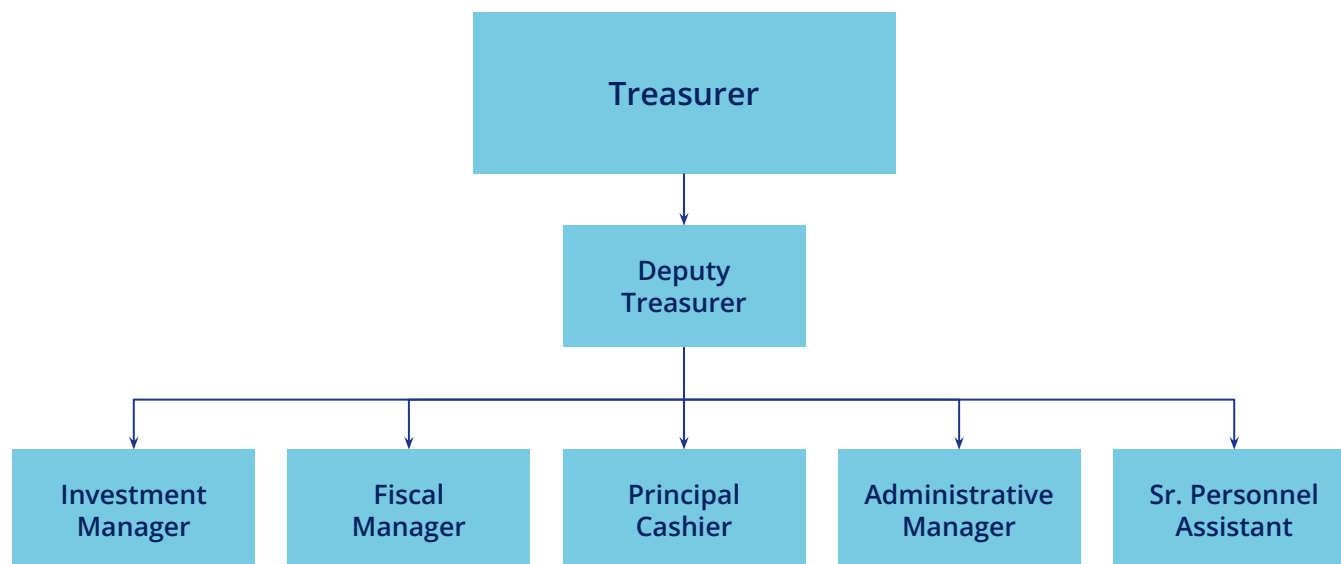 Treasurer
Deputy
Treasurer
Investment
Manager
Fiscal
Manager
Principal
Cashier
Administrative
Manager
Sr. Personnel
Assistant